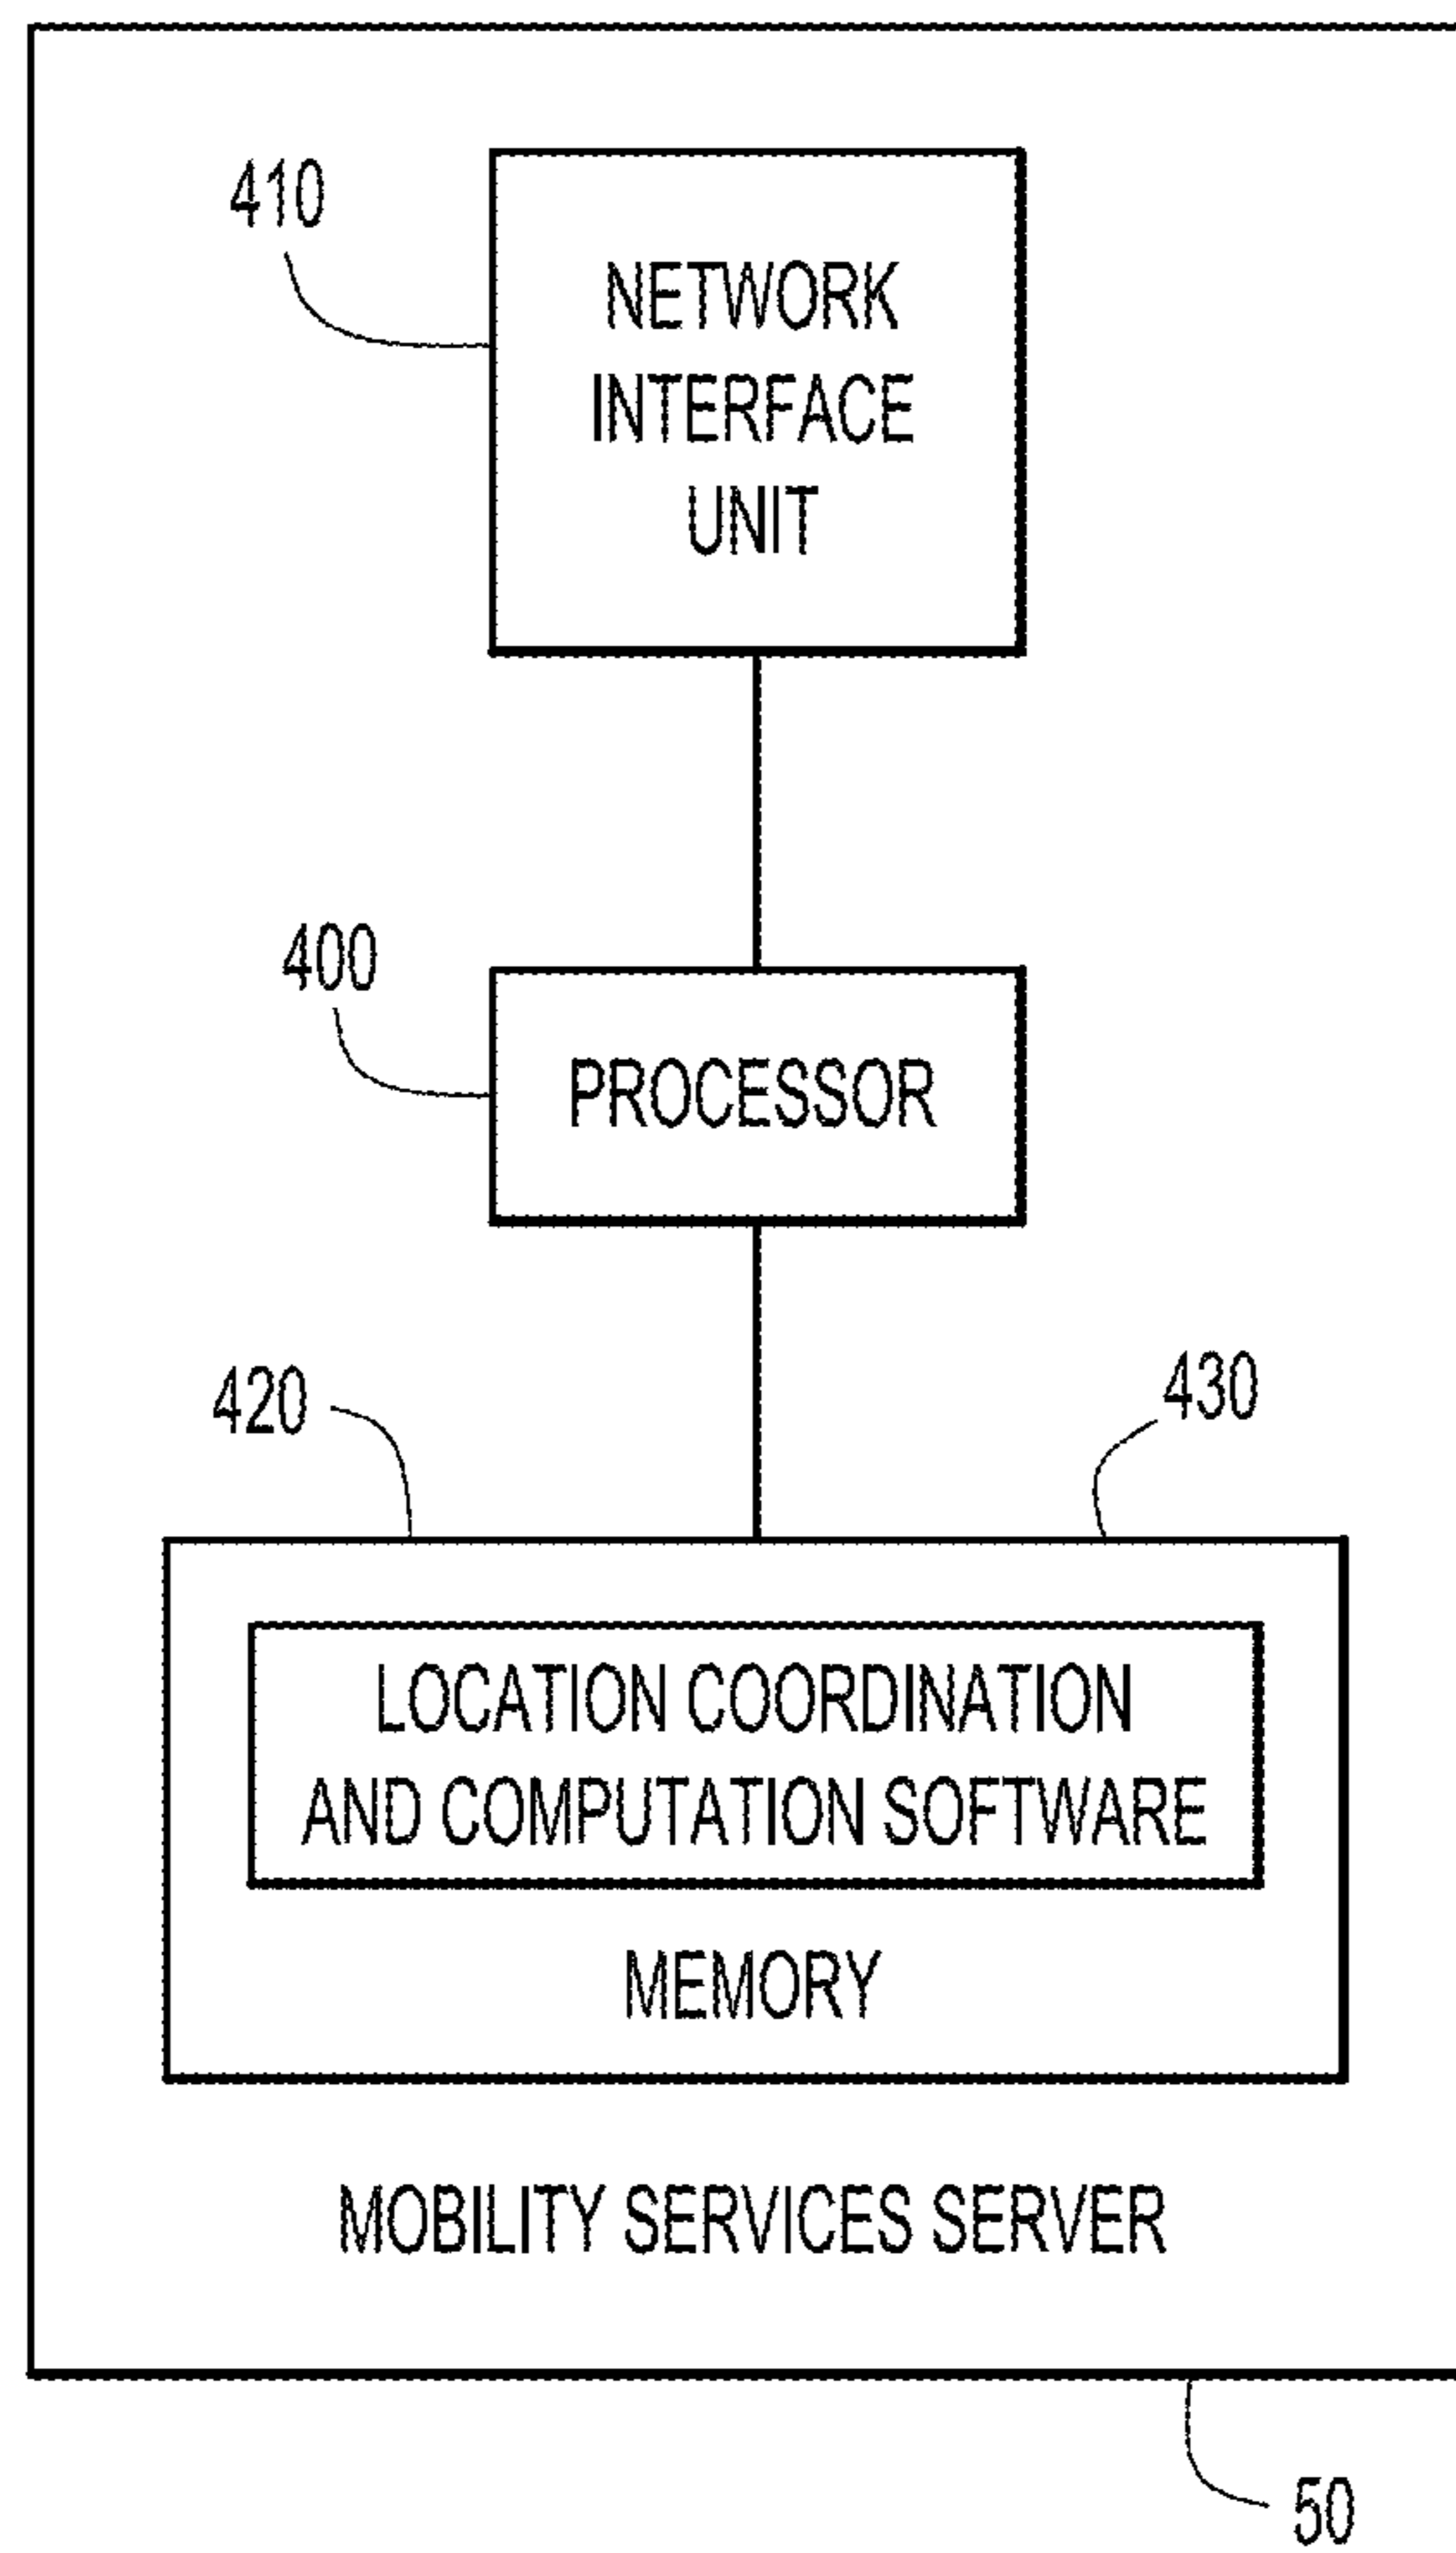 410
NETWORK
INTERFACE
UNIT
400
PROCESSOR
420
430
LOCATION COORDINATION
AND COMPUTATION SOFTWARE
MEMORY
MOBILITY SERVICES SERVER
50